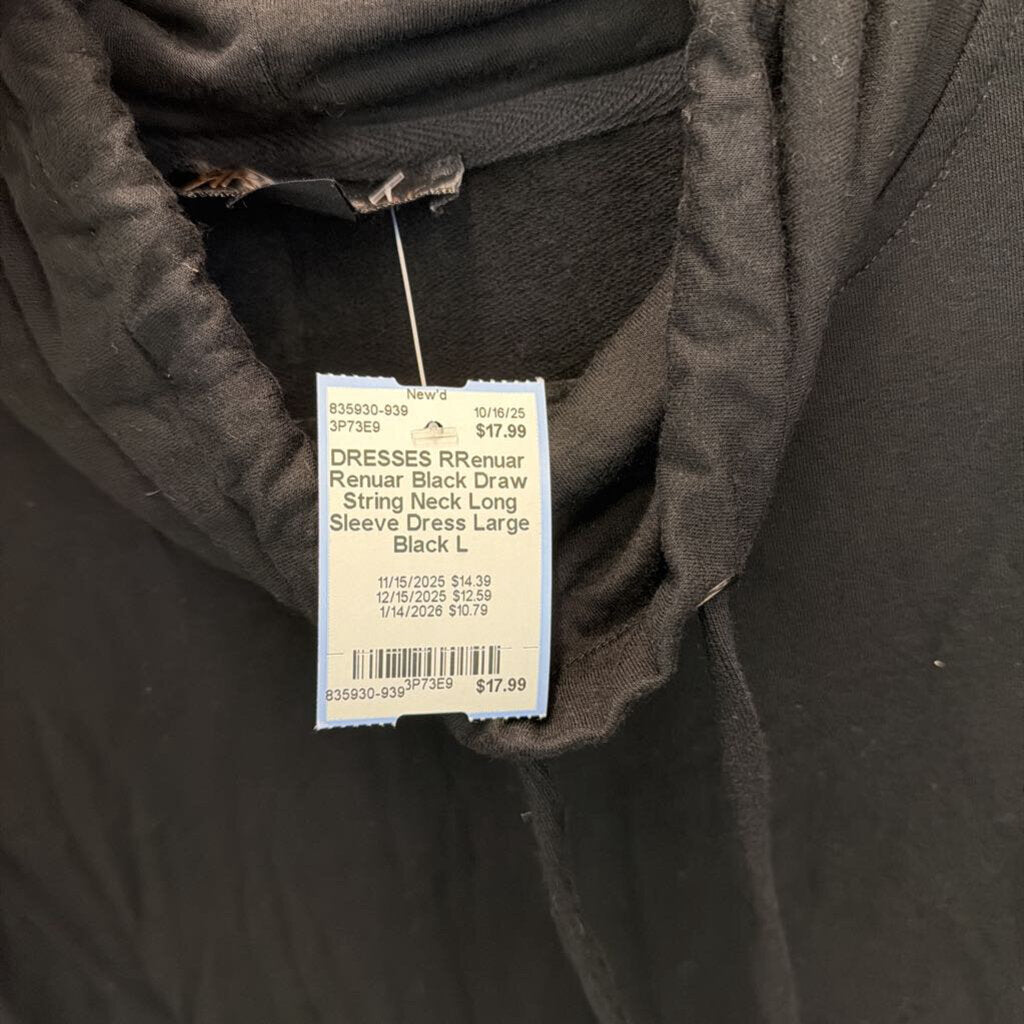 New'd
835930-939 10/16/25
3P73E9 $17.99
DRESSES RRenuar
Renuar Black Draw
String Neck Long
Sleeve Dress Large
Black L
11/15/2025 $14.39
12/15/2025 $12.59
1/14/2026 $10.79
835930-939 3P73E9 $17.99